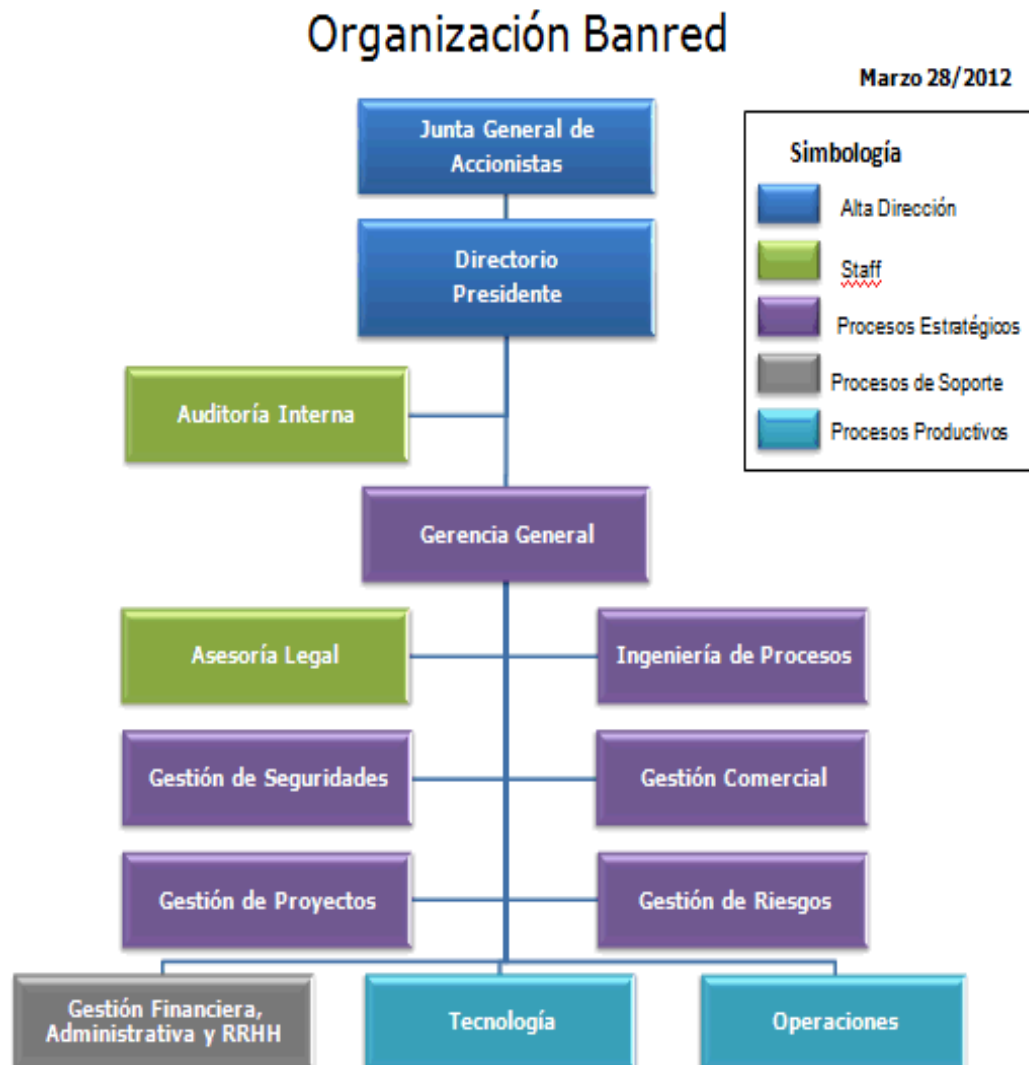 Organización Banred
Marzo 28/2012
Junta General de
Accionistas
Simbología
Alta Dirección
Staff
Procesos Estratégicos
Procesos de Soporte
Procesos Productivos
Directorio
Presidente
Auditoría Interna
Gerencia General
Asesoría Legal
Ingeniería de Procesos
Gestión de Seguridades
Gestión Comercial
Gestión de Proyectos
Gestión de Riesgos
Gestión Financiera,
Administrativa y RRHH
Tecnología
Operaciones